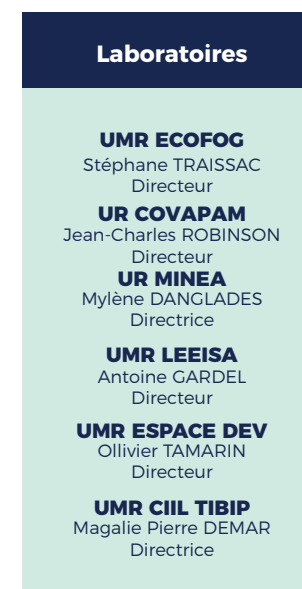 Laboratoires
UMR ECOFOG
Stéphane TRAISSAC
Directeur
UR COVAPAM
Jean-Charles ROBINSON
Directeur
UR MINEA
Mylène DANGLADES
Directrice
UMR LEEISA
Antoine GARDEL
Directeur
UMR ESPACE DEV
Ollivier TAMARIN
Directeur
UMR CIIL TIBIP
Magalie Pierre DEMAR
Directrice